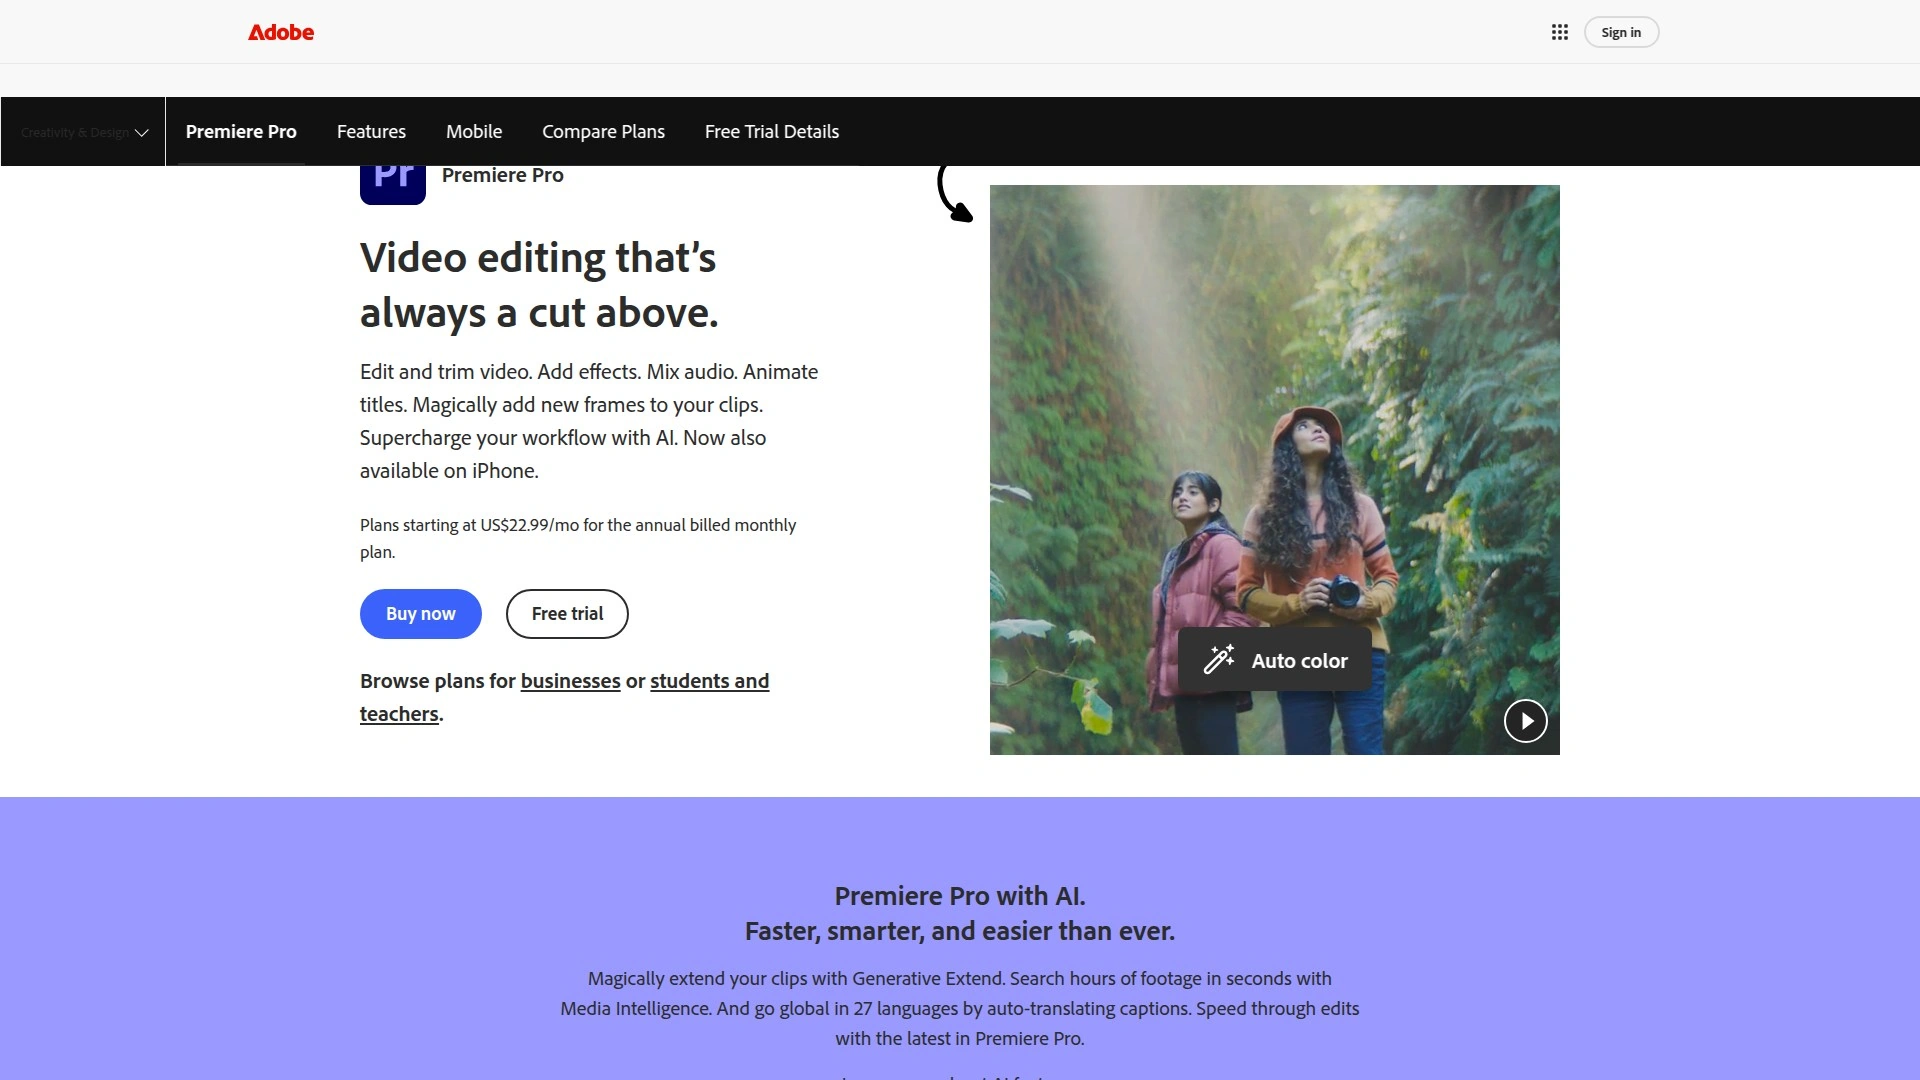 Adobe
Sign in
Creativity & Design
Premiere Pro
Features
Mobile
Compare Plans
Free Trial Details
Pr
Premiere Pro
Video editing that’s
always a cut above.
Edit and trim video. Add effects. Mix audio. Animate
titles. Magically add new frames to your clips.
Supercharge your workflow with AI. Now also
available on iPhone.
Plans starting at US$22.99/mo for the annual billed monthly
plan.
Buy now
Free trial
Browse plans for businesses or students and
teachers.
Auto color
Premiere Pro with AI.
Faster, smarter, and easier than ever.
Magically extend your clips with Generative Extend. Search hours of footage in seconds with
Media Intelligence. And go global in 27 languages by auto-translating captions. Speed through edits
with the latest in Premiere Pro.